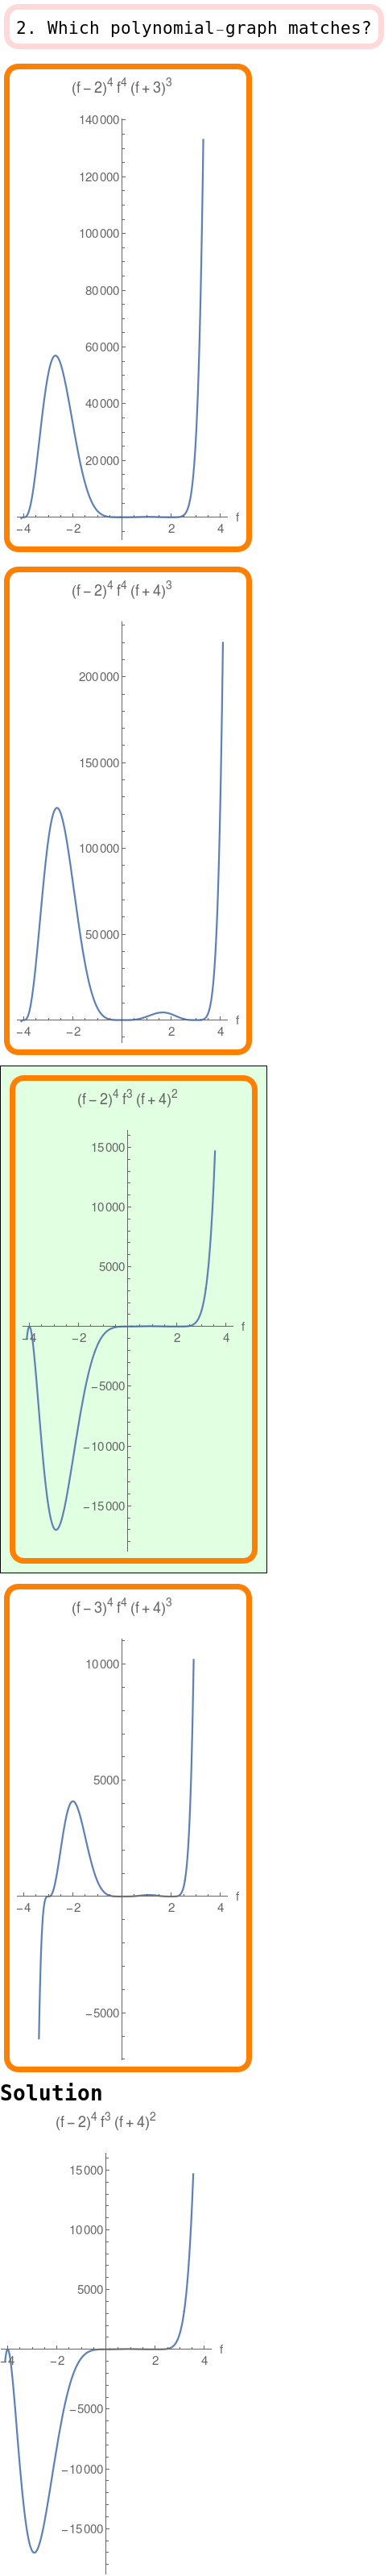 2. Which polynomial-graph matches?
(f-2)⁴ f⁴ (f+3)³
140000
120000
100000
80000
60000
40000
20000
-4 -2 2 4 f
(f-2)⁴ f⁴ (f+4)³
200000
150000
100000
50000
-4 -2 2 4 f
(f-2)⁴ f³ (f+4)²
15000
10000
5000
-4 -2 2 4 f
-5000
-10000
-15000
(f-3)⁴ f⁴ (f+4)³
10000
5000
-4 -2 2 4 f
-5000
Solution
(f-2)⁴ f³ (f+4)²
15000
10000
5000
-4 -2 2 4 f
-5000
-10000
-15000